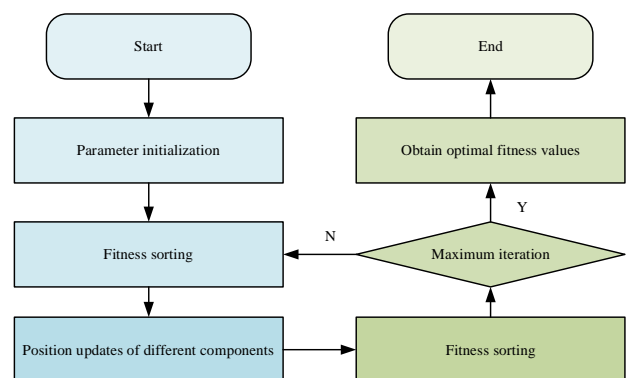 Start
End
Parameter initialization
Obtain optimal fitness values
Y
N
Fitness sorting
Maximum iteration
Position updates of different components
Fitness sorting